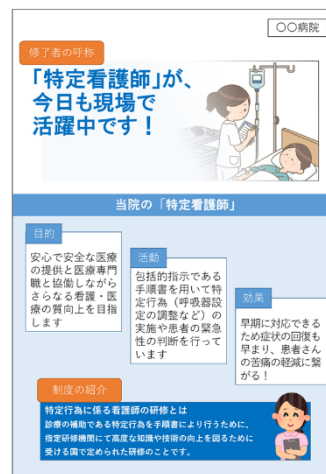 〇〇病院
修了者の呼称
「特定看護師」が、
今日も現場で
活躍中です！
当院の「特定看護師」
目的
安心で安全な医療
の提供と医療専門
職と協働しながら
さらなる看護・医
療の質向上を目指
します
活動
包括的指示である
手順書を用いて特
定行為（呼吸器設
定の調整など）の
実施や患者の緊急
性の判断を行って
います
効果
早期に対応できる
ため症状の回復も
早まり、患者さん
の苦痛の軽減に繋
がる！
制度の紹介
特定行為に係る看護師の研修とは
診療の補助である特定行為を手順書により行うために、
指定研修機関にて高度な知識や技術の向上を図るために
受ける国で定められた研修のことです。